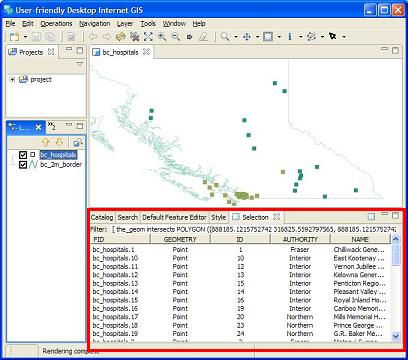 User-friendly Desktop Internet GIS
File Edit Operations Navigation Layer Tools Window Help
Projects
project
L...
2
bc_hospitals
bc_2m_border
bc_hospitals
Catalog Search Default Feature Editor Style Selection
Filter: [ the_geom intersects POLYGON ((888185.1215752742 316825.5592797565, 888185.121575274
FID GEOMETRY ID AUTHORITY NAME
bc_hospitals.1 Point 1 Fraser Chilliwack Gene...
bc_hospitals.10 Point 10 Interior East Kootenay ...
bc_hospitals.11 Point 11 Interior Vernon Jubilee ...
bc_hospitals.12 Point 12 Interior Kelowna Gener...
bc_hospitals.13 Point 13 Interior Penticton Regio...
bc_hospitals.14 Point 14 Interior Pleasant Valley ...
bc_hospitals.15 Point 15 Interior Royal Inland Ho...
bc_hospitals.16 Point 16 Interior Cariboo Memori...
bc_hospitals.17 Point 20 Northern Mills Memorial H...
bc_hospitals.18 Point 23 Northern Prince George ...
bc_hospitals.19 Point 24 Northern G.R. Baker Me...
Rendering complete